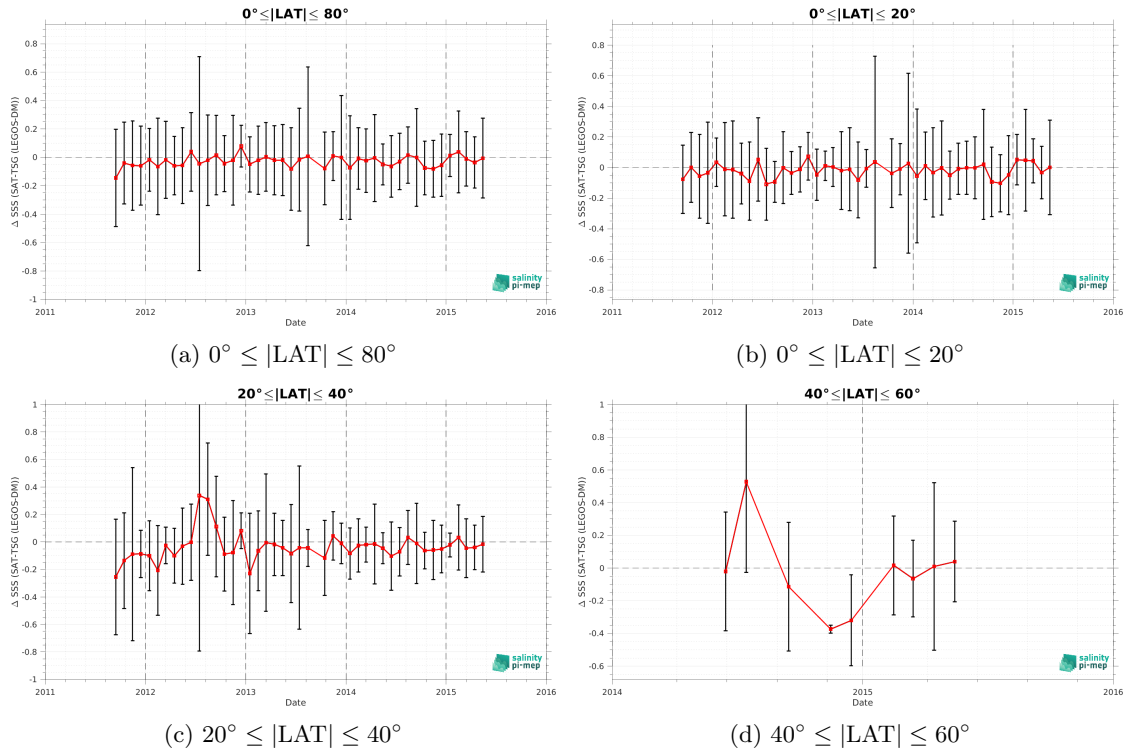 0°≤|LAT|≤ 80°
Δ SSS (SAT-TSG (LEGOS-DM))
0.8
0.6
0.4
0.2
0
-0.2
-0.4
-0.6
-0.8
-1
2011
2012
2013
2014
2015
2016
Date
salinity
pi-mep
(a) 0° ≤ |LAT| ≤ 80°
0°≤|LAT|≤ 20°
Δ SSS (SAT-TSG (LEGOS-DM))
0.8
0.6
0.4
0.2
0
-0.2
-0.4
-0.6
-0.8
2011
2012
2013
2014
2015
2016
Date
salinity
pi-mep
(b) 0° ≤ |LAT| ≤ 20°
20°≤|LAT|≤ 40°
Δ SSS (SAT-TSG (LEGOS-DM))
1
0.8
0.6
0.4
0.2
0
-0.2
-0.4
-0.6
-0.8
-1
2011
2012
2013
2014
2015
2016
Date
salinity
pi-mep
(c) 20° ≤ |LAT| ≤ 40°
40°≤|LAT|≤ 60°
Δ SSS (SAT-TSG (LEGOS-DM))
1
0.8
0.6
0.4
0.2
0
-0.2
-0.4
-0.6
2014
2015
2016
Date
salinity
pi-mep
(d) 40° ≤ |LAT| ≤ 60°